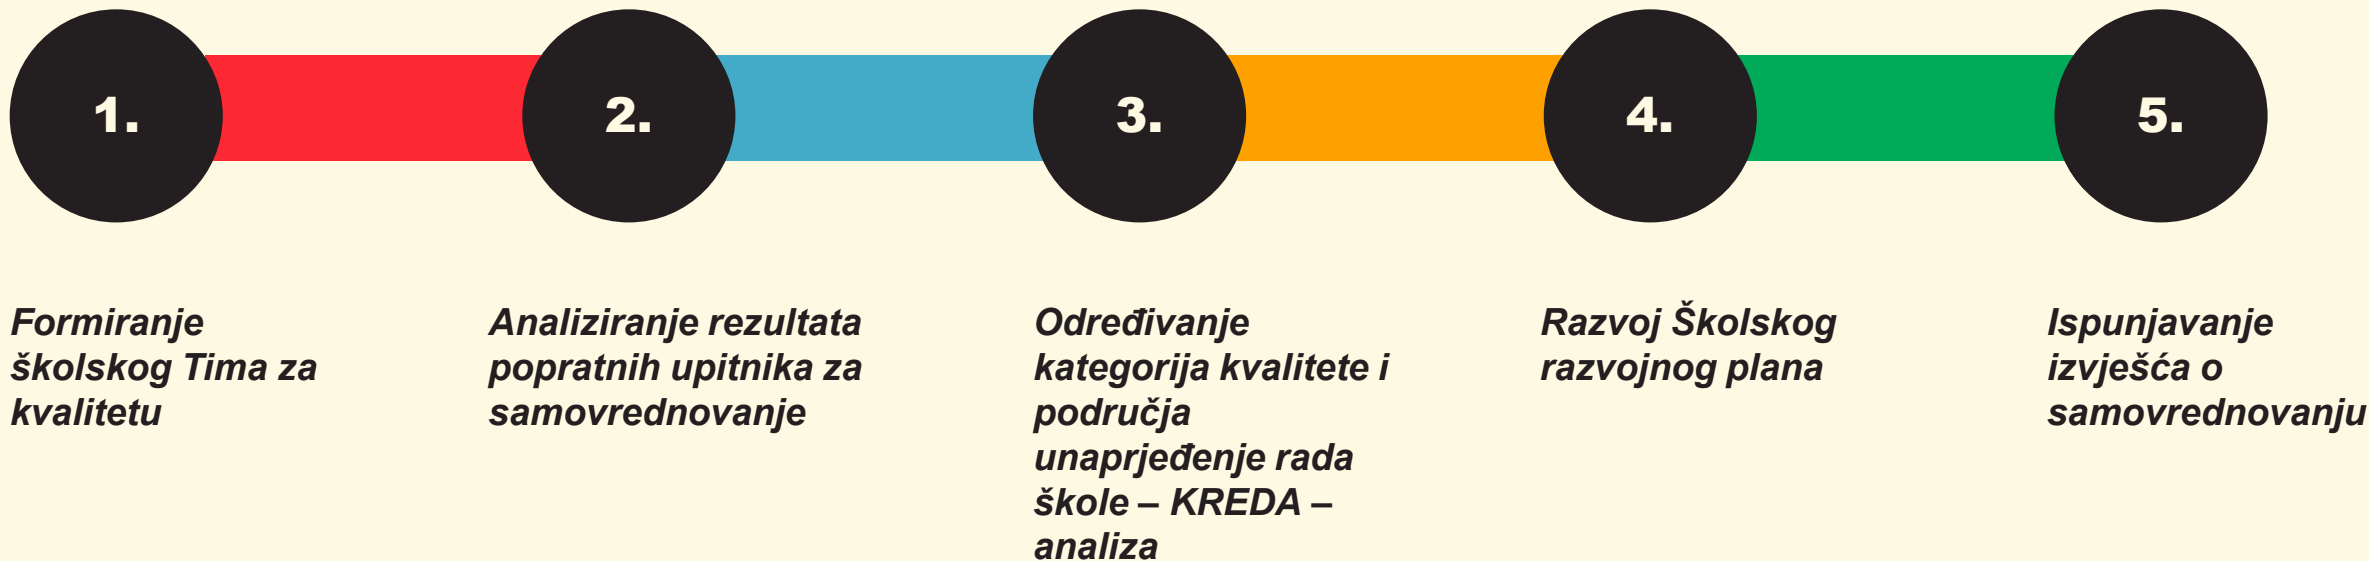 1.
2.
3.
4.
5.
Formiranje
školskog Tima za
kvalitetu
Analiziranje rezultata
popratnih upitnika za
samovrednovanje
Određivanje
kategorija kvalitete i
područja
unaprjeđenje rada
škole – KREDA –
analiza
Razvoj Školskog
razvojnog plana
Ispunjavanje
izvješća o
samovrednovanju